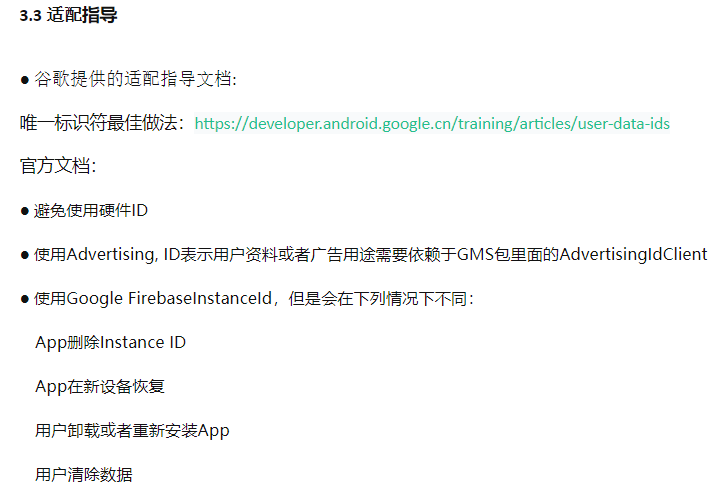 3.3 适配指导
● 谷歌提供的适配指导文档:
唯一标识符最佳做法：https://developer.android.google.cn/training/articles/user-data-ids
官方文档：
● 避免使用硬件ID
● 使用Advertising, ID表示用户资料或者广告用途需要依赖于GMS包里面的AdvertisingIdClient
● 使用Google FirebaseInstanceId，但是会在下列情况下不同：
App删除Instance ID
App在新设备恢复
用户卸载或者重新安装App
用户清除数据